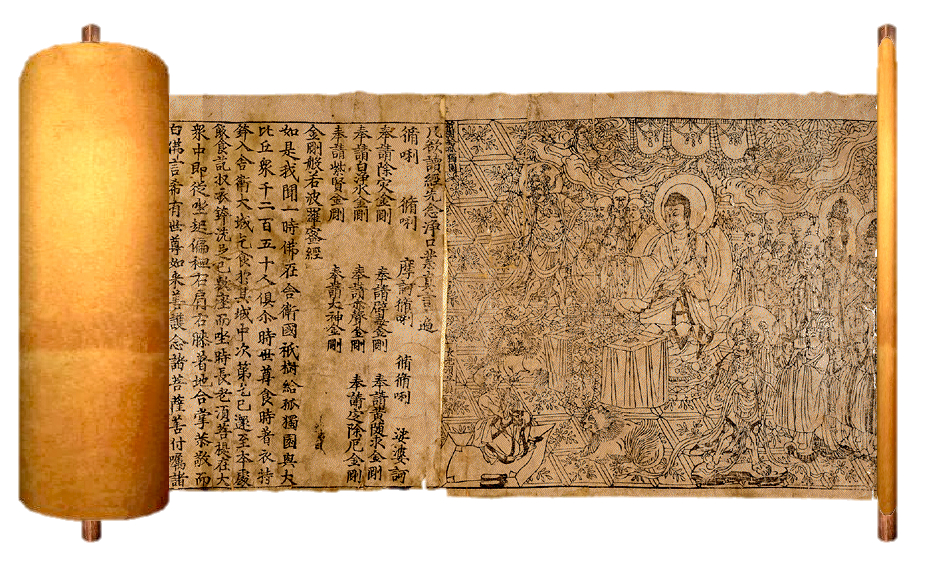 凡欲讀經先念淨口業真言一遍
脩唎 脩唎 摩訶脩唎 脩脩唎 娑婆訶
奉請除灾金剛 奉請辟毒金剛 奉請黃隨求金剛
奉請白淨水金剛 奉請赤聲金剛 奉請定除厄金剛
奉請紫賢金剛 奉請大神金剛
金剛般若波羅蜜經
如是我聞一時佛在舍衛國祇樹給孤獨園與大
比丘衆千二百五十人俱尒時世尊食時着衣持
鉢入舍衛大城乞食於其城中次第乞已還至本處
飯食訖収衣鉢洗足已敷座而坐時長老須菩提在大
衆中即從坐起偏袒右肩右膝着地合掌恭敬而
白佛言希有世尊如来善護念諸菩薩善付囑諸